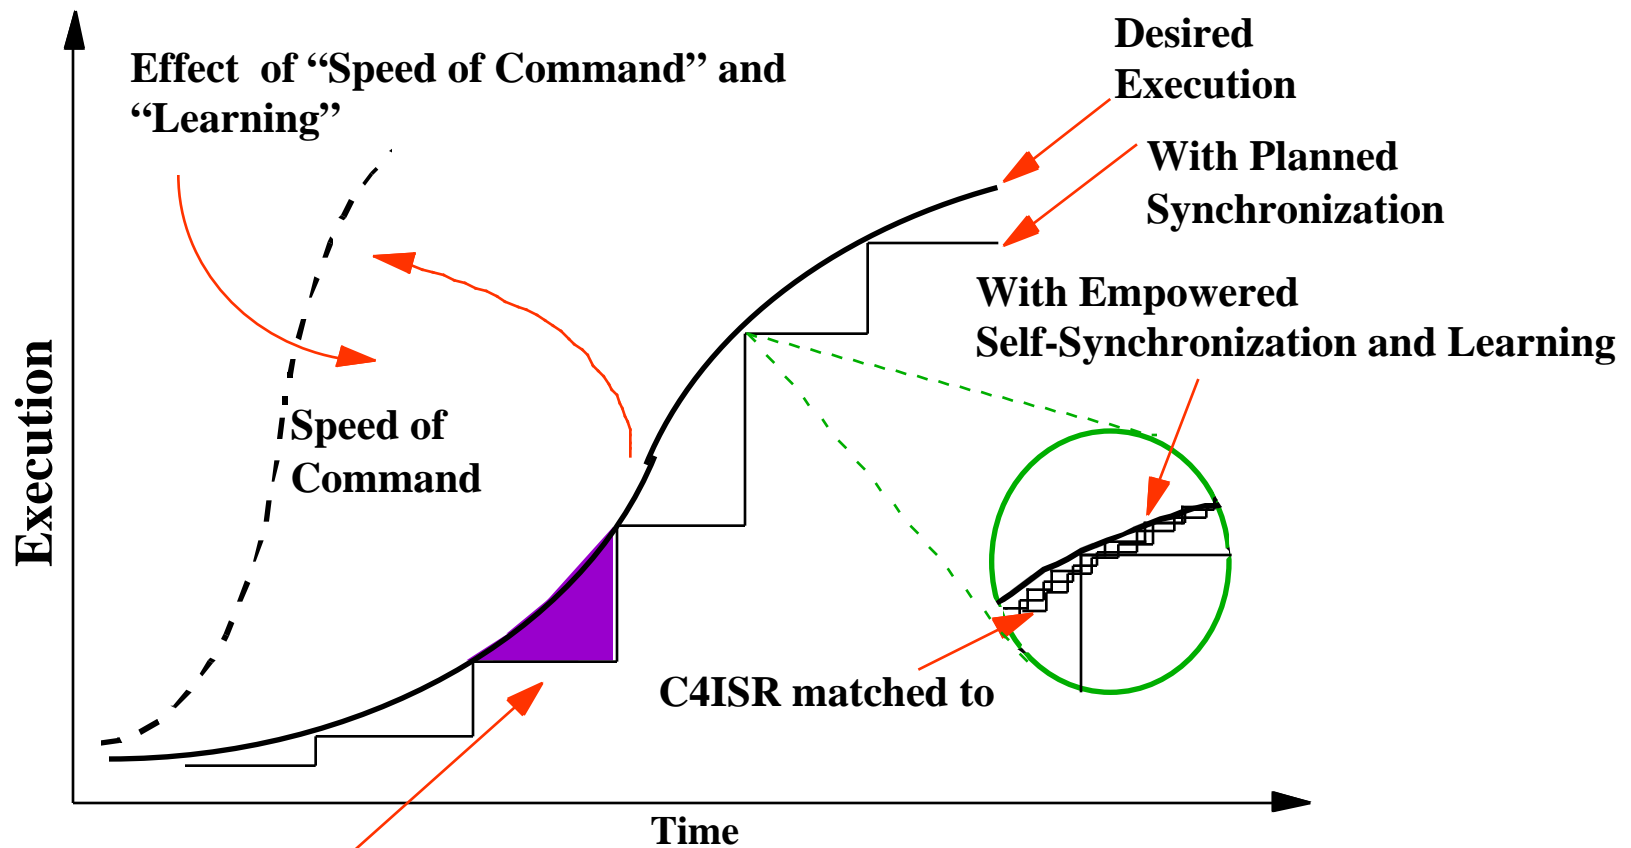 Effect of “Speed of Command” and
“Learning”
Desired
Execution
With Planned
Synchronization
With Empowered
Self-Synchronization and Learning
Execution
Speed of
Command
C4ISR matched to
Time